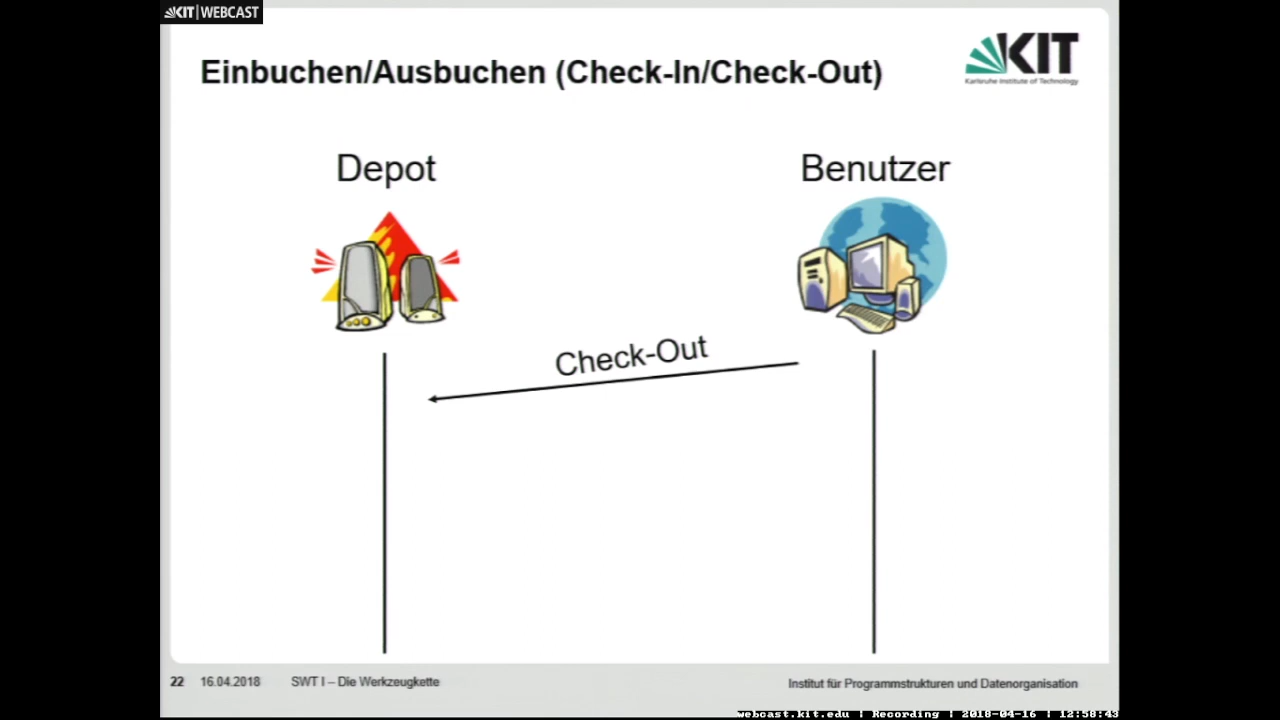 KIT | WEBCAST
Einbuchen/Ausbuchen (Check-In/Check-Out)
KIT
Karlsruhe Institute of Technology
Depot
Benutzer
Check-Out
22 16.04.2018 SWT I – Die Werkzeugkette
Institut für Programmstrukturen und Datenorganisation
webcast.kit.edu | Recording | 2018-04-16 | 12:58:43